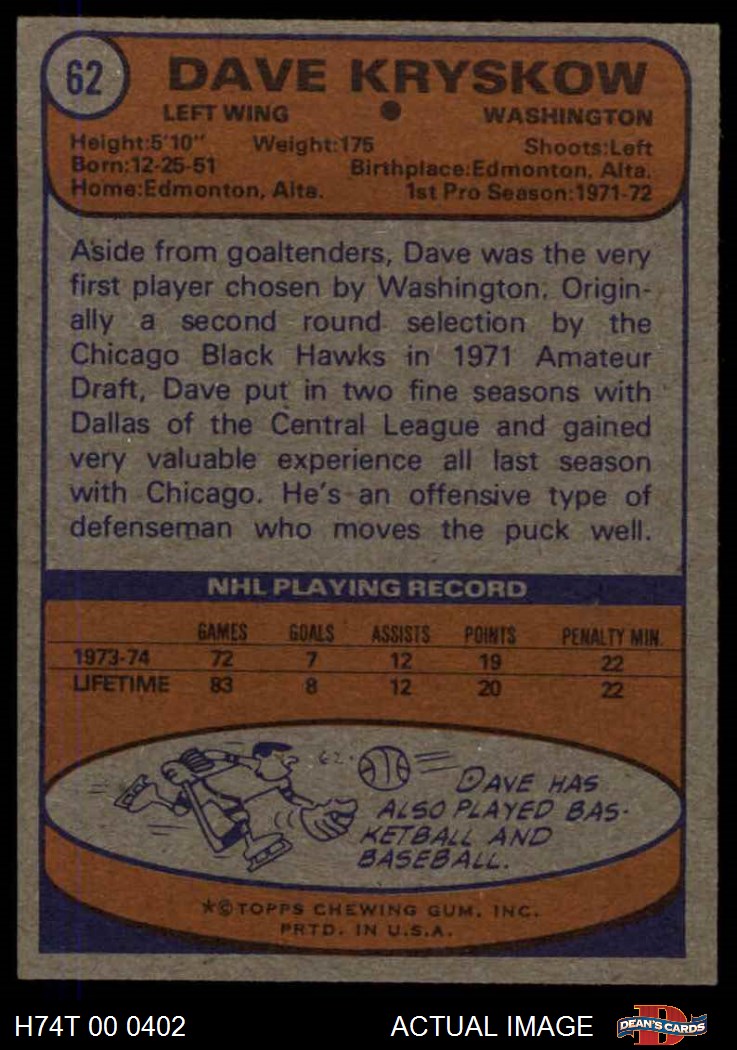 62
DAVE KRYSKOW
LEFT WING • WASHINGTON
Height:5'10" Weight:175 Shoots:Left
Born:12-25-51 Birthplace:Edmonton, Alta.
Home:Edmonton, Alta. 1st Pro Season:1971-72
Aside from goaltenders, Dave was the very
first player chosen by Washington. Origin-
ally a second round selection by the
Chicago Black Hawks in 1971 Amateur
Draft, Dave put in two fine seasons with
Dallas of the Central League and gained
very valuable experience all last season
with Chicago. He's an offensive type of
defenseman who moves the puck well.
NHL PLAYING RECORD
GAMES GOALS ASSISTS POINTS PENALTY MIN.
1973-74 72 7 12 19 22
LIFETIME 83 8 12 20 22
62.
DAVE HAS
ALSO PLAYED BAS-
KETBALL AND
BASEBALL.
*©TOPPS CHEWING GUM, INC.
PRTD. IN U.S.A.
H74T 00 0402 ACTUAL IMAGE
D
DEAN'S CARDS